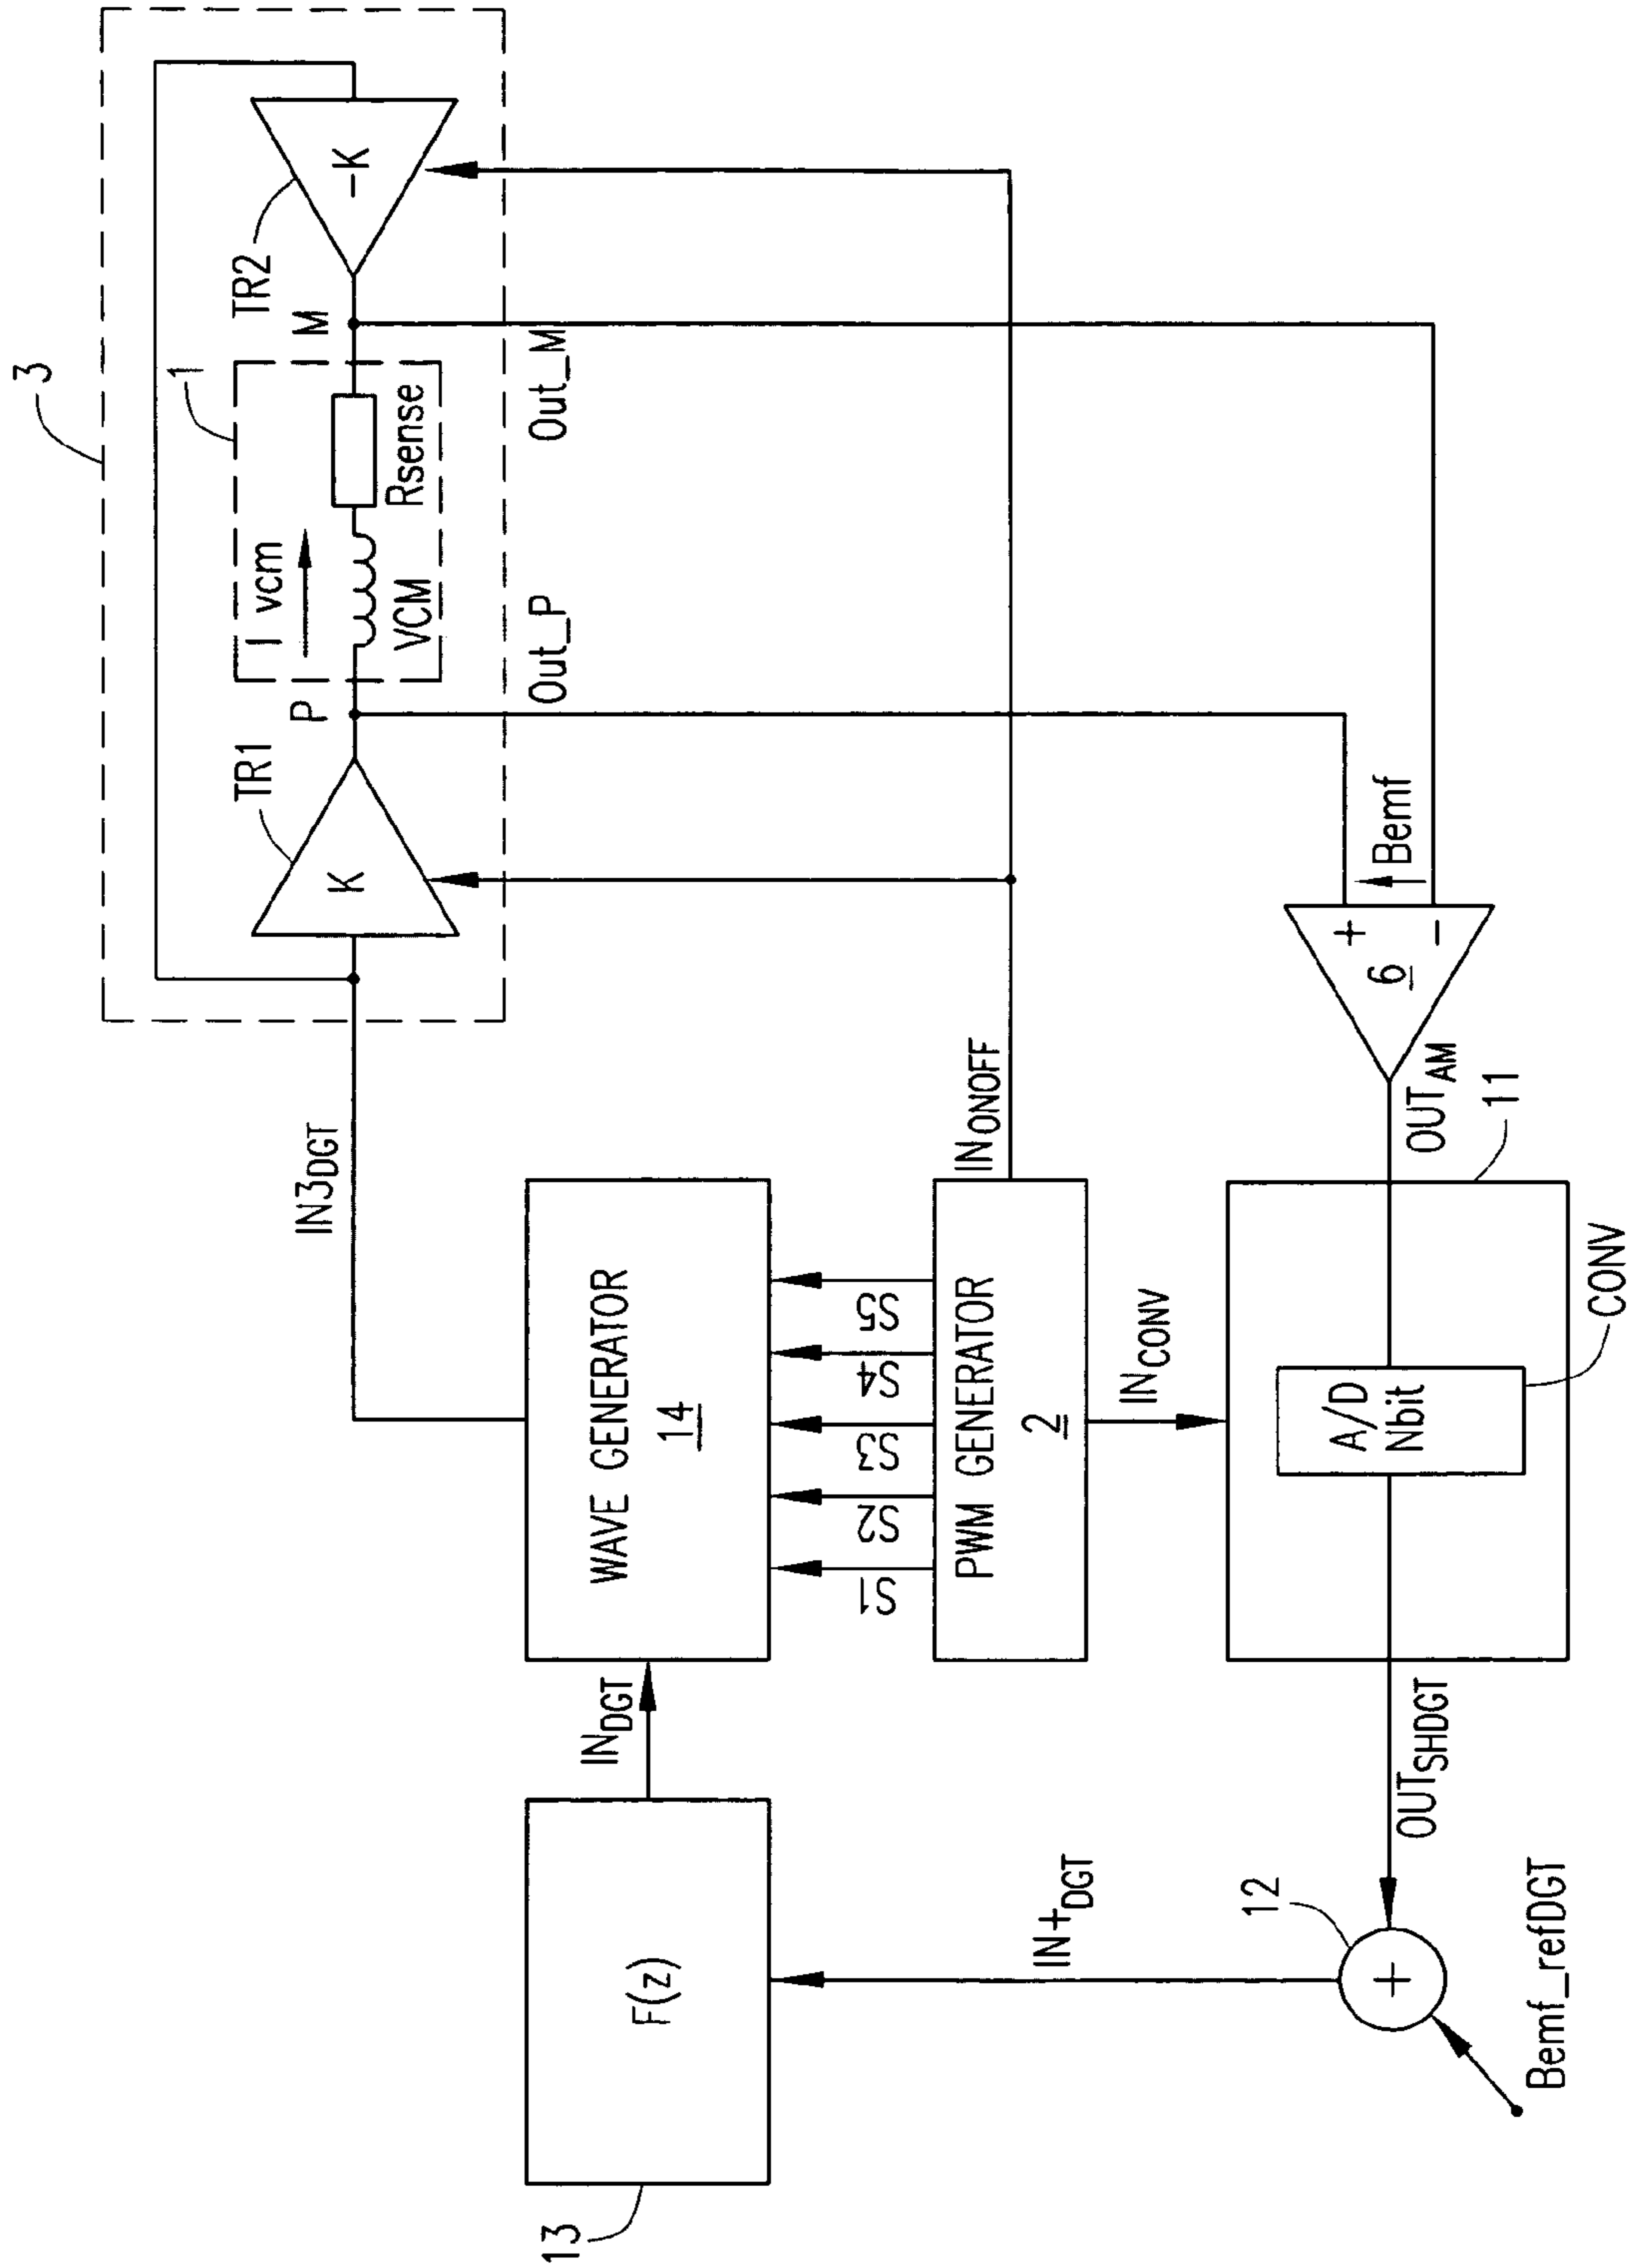 3
1
I vcm
TR1
P
M
TR2
K
-K
VCM
Rsense
Out_P
Out_M
IN3DGT
13
F(z)
INDGT
WAVE GENERATOR
14
S1
S2
S3
S4
S5
PWM GENERATOR
2
INONOFF
INCONV
Bemf
+
6
-
OUTAM
11
A/D
Nbit
CONV
OUTSHDGT
IN+DGT
12
+
Bemf_refDGT